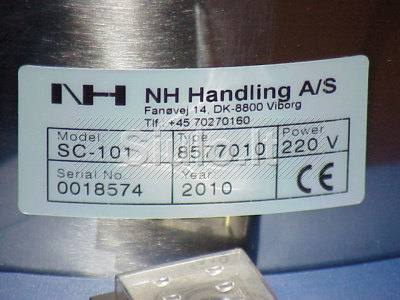 NH NH Handling A/S
Fanøvej 14, DK-8800 Viborg
Tlf. +45 70270160
Model Type Power
SC-101 8577010 220 V
Serial No Year
0018574 2010 CE